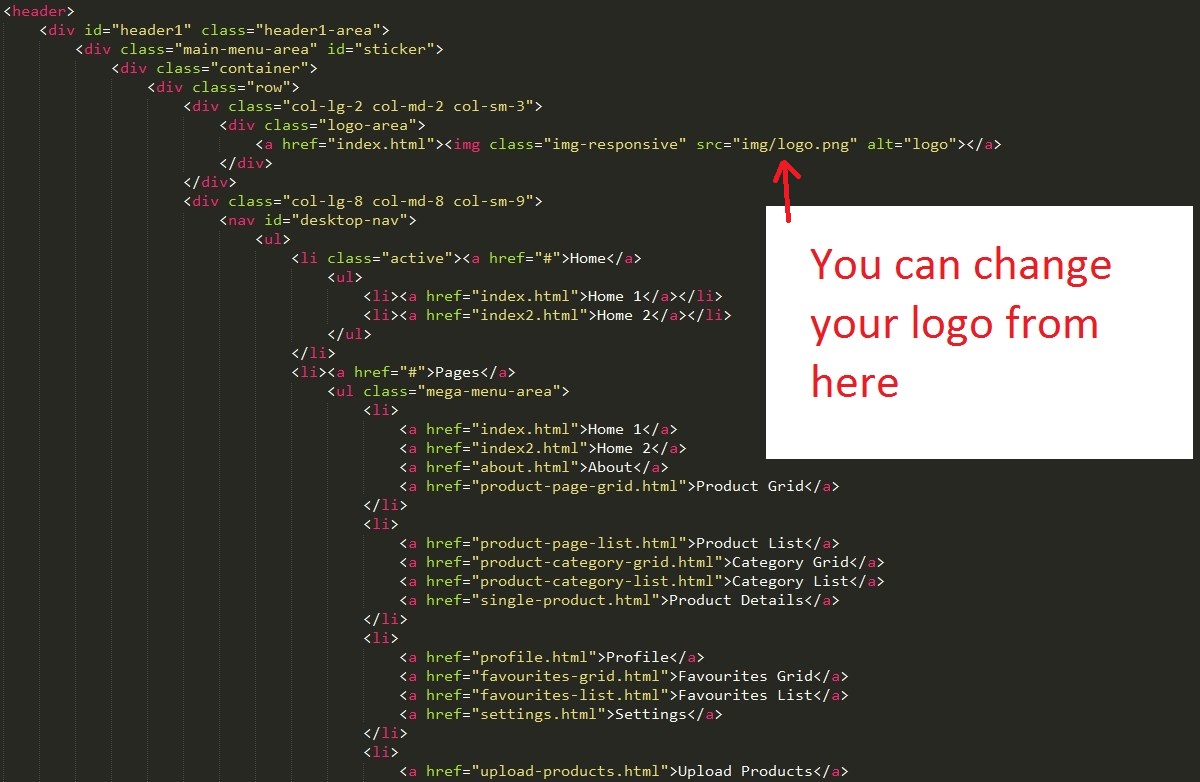 <header>
<div id="header1" class="header1-area">
<div class="main-menu-area" id="sticker">
<div class="container">
<div class="row">
<div class="col-lg-2 col-md-2 col-sm-3">
<div class="logo-area">
<a href="index.html"><img class="img-responsive" src="img/logo.png" alt="logo"></a>
</div>
</div>
<div class="col-lg-8 col-md-8 col-sm-9">
<nav id="desktop-nav">
<ul>
<li class="active"><a href="#">Home</a>
<ul>
<li><a href="index.html">Home 1</a></li>
<li><a href="index2.html">Home 2</a></li>
</ul>
</li>
<li><a href="#">Pages</a>
<ul class="mega-menu-area">
<li>
<a href="index.html">Home 1</a>
<a href="index2.html">Home 2</a>
<a href="about.html">About</a>
<a href="product-page-grid.html">Product Grid</a>
</li>
<li>
<a href="product-page-list.html">Product List</a>
<a href="product-category-grid.html">Category Grid</a>
<a href="product-category-list.html">Category List</a>
<a href="single-product.html">Product Details</a>
</li>
<li>
<a href="profile.html">Profile</a>
<a href="favourites-grid.html">Favourites Grid</a>
<a href="favourites-list.html">Favourites List</a>
<a href="settings.html">Settings</a>
</li>
<li>
<a href="upload-products.html">Upload Products</a>
You can change
your logo from
here